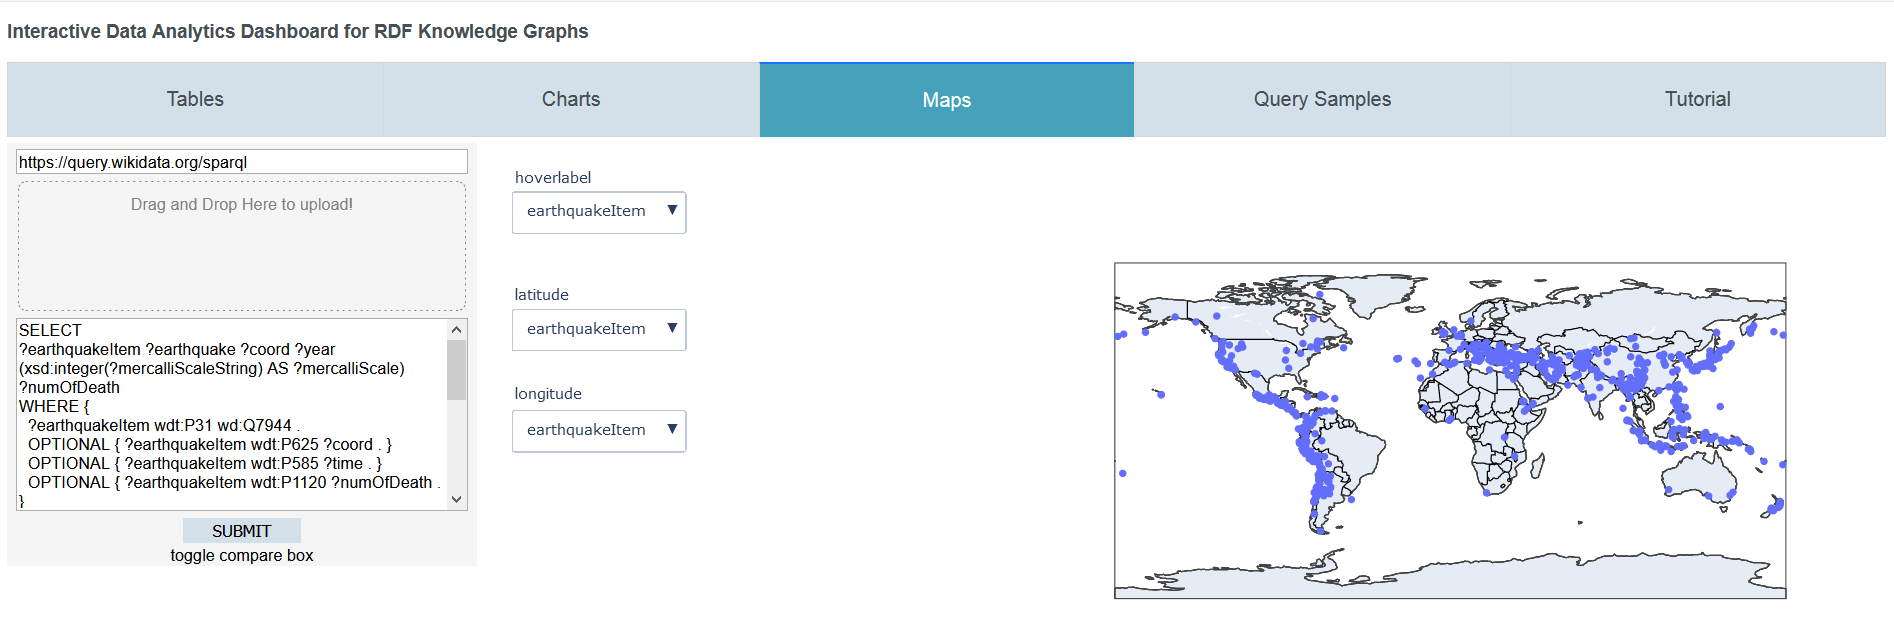 Interactive Data Analytics Dashboard for RDF Knowledge Graphs
Tables
Charts
Maps
Query Samples
Tutorial
https://query.wikidata.org/sparql
Drag and Drop Here to upload!
SELECT
?earthquakeItem ?earthquake ?coord ?year
(xsd:integer(?mercalliScaleString) AS ?mercalliScale)
?numOfDeath
WHERE {
?earthquakeItem wdt:P31 wd:Q7944 .
OPTIONAL { ?earthquakeItem wdt:P625 ?coord . }
OPTIONAL { ?earthquakeItem wdt:P585 ?time . }
OPTIONAL { ?earthquakeItem wdt:P1120 ?numOfDeath .
}
SUBMIT
toggle compare box
hoverlabel
earthquakeItem
latitude
earthquakeItem
longitude
earthquakeItem